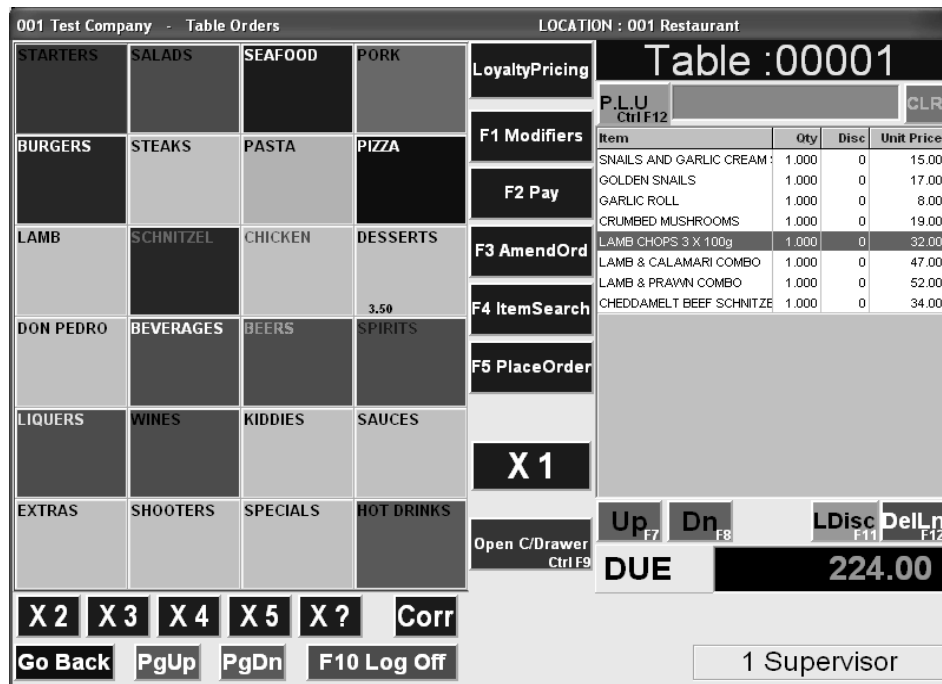 001 Test Company - Table Orders LOCATION : 001 Restaurant
STARTERS SALADS SEAFOOD PORK
BURGERS STEAKS PASTA PIZZA
LAMB SCHNITZEL CHICKEN DESSERTS
3.50
DON PEDRO BEVERAGES BEERS SPIRITS
LIQUERS WINES KIDDIES SAUCES
EXTRAS SHOOTERS SPECIALS HOT DRINKS
X 2 X 3 X 4 X 5 X ? Corr
Go Back PgUp PgDn F10 Log Off
LoyaltyPricing
F1 Modifiers
F2 Pay
F3 AmendOrd
F4 ItemSearch
F5 PlaceOrder
X 1
Open C/Drawer
Ctrl F9
Table :00001
P.L.U CLR
Ctrl F12
Item Qty Disc Unit Price
SNAILS AND GARLIC CREAM 1.000 0 15.00
GOLDEN SNAILS 1.000 0 17.00
GARLIC ROLL 1.000 0 8.00
CRUMBED MUSHROOMS 1.000 0 19.00
LAMB CHOPS 3 X 100g 1.000 0 32.00
LAMB & CALAMARI COMBO 1.000 0 47.00
LAMB & PRAWN COMBO 1.000 0 52.00
CHEDDAMELT BEEF SCHNITZE 1.000 0 34.00
Up F7 Dn F8 LDisc F11 DelLn F12
DUE 224.00
1 Supervisor